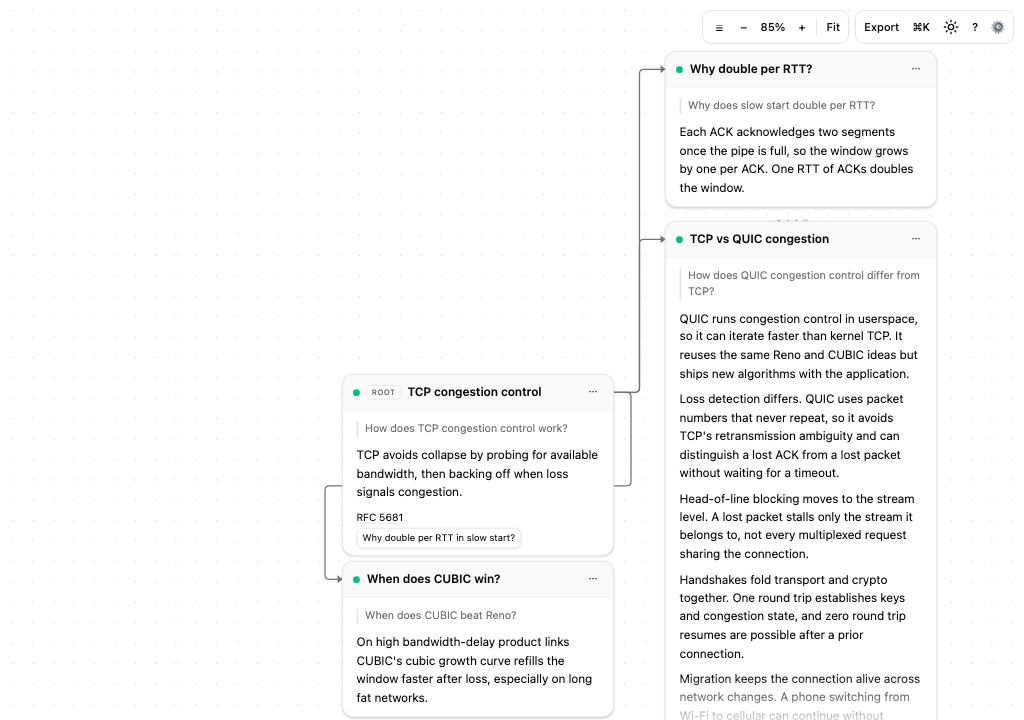 ≡ − 85% + Fit
Export ⌘K ?
Why double per RTT? ···
Why does slow start double per RTT?
Each ACK acknowledges two segments
once the pipe is full, so the window grows
by one per ACK. One RTT of ACKs doubles
the window.
TCP vs QUIC congestion ···
How does QUIC congestion control differ from
TCP?
QUIC runs congestion control in userspace,
so it can iterate faster than kernel TCP. It
reuses the same Reno and CUBIC ideas but
ships new algorithms with the application.
Loss detection differs. QUIC uses packet
numbers that never repeat, so it avoids
TCP's retransmission ambiguity and can
distinguish a lost ACK from a lost packet
without waiting for a timeout.
Head-of-line blocking moves to the stream
level. A lost packet stalls only the stream it
belongs to, not every multiplexed request
sharing the connection.
Handshakes fold transport and crypto
together. One round trip establishes keys
and congestion state, and zero round trip
resumes are possible after a prior
connection.
Migration keeps the connection alive across
network changes. A phone switching from
Wi-Fi to cellular can continue without
ROOT TCP congestion control ···
How does TCP congestion control work?
TCP avoids collapse by probing for available
bandwidth, then backing off when loss
signals congestion.
RFC 5681
Why double per RTT in slow start?
When does CUBIC win? ···
When does CUBIC beat Reno?
On high bandwidth-delay product links
CUBIC's cubic growth curve refills the
window faster after loss, especially on long
fat networks.